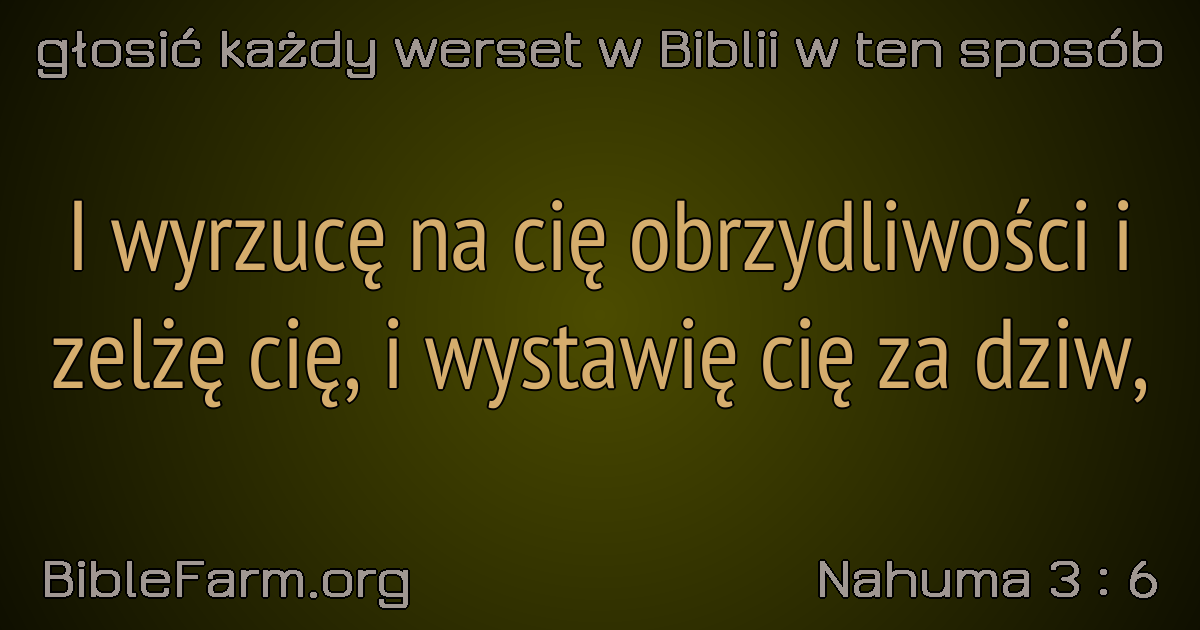 głosić każdy werset w Biblii w ten sposób
I wyrzucę na cię obrzydliwości i
zelżę cię, i wystawię cię za dziw,
BibleFarm.org
Nahuma 3 : 6